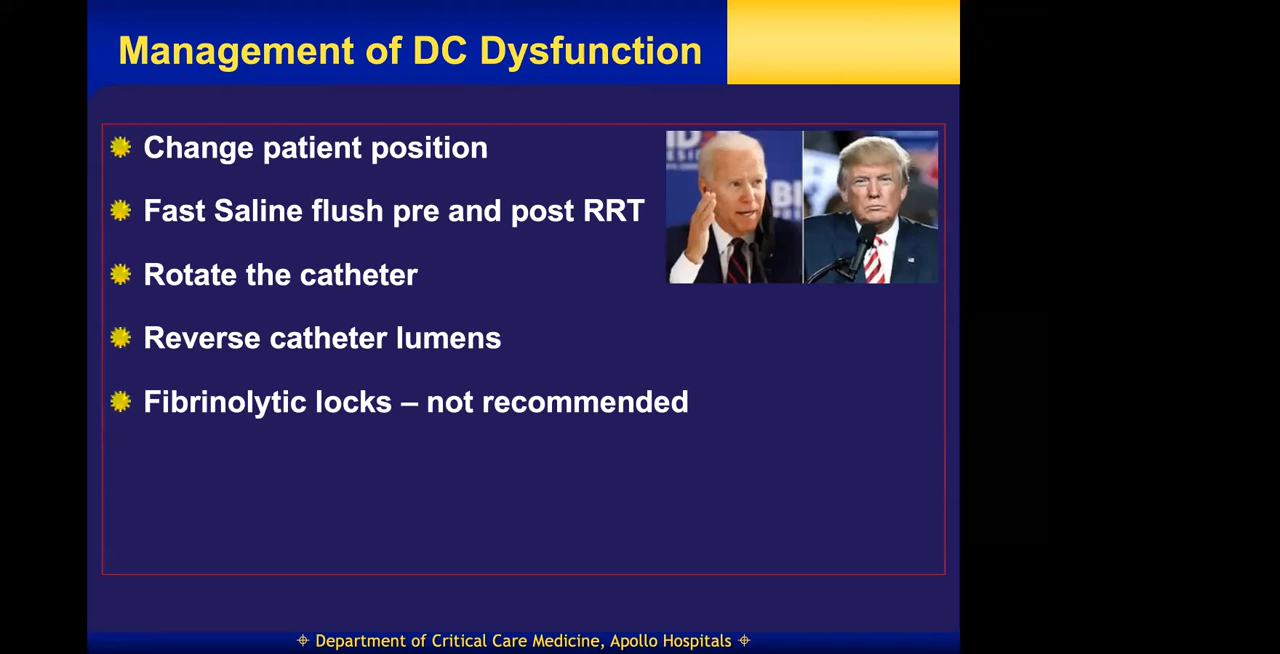 Management of DC Dysfunction
Change patient position
Fast Saline flush pre and post RRT
Rotate the catheter
Reverse catheter lumens
Fibrinolytic locks – not recommended
Department of Critical Care Medicine, Apollo Hospitals